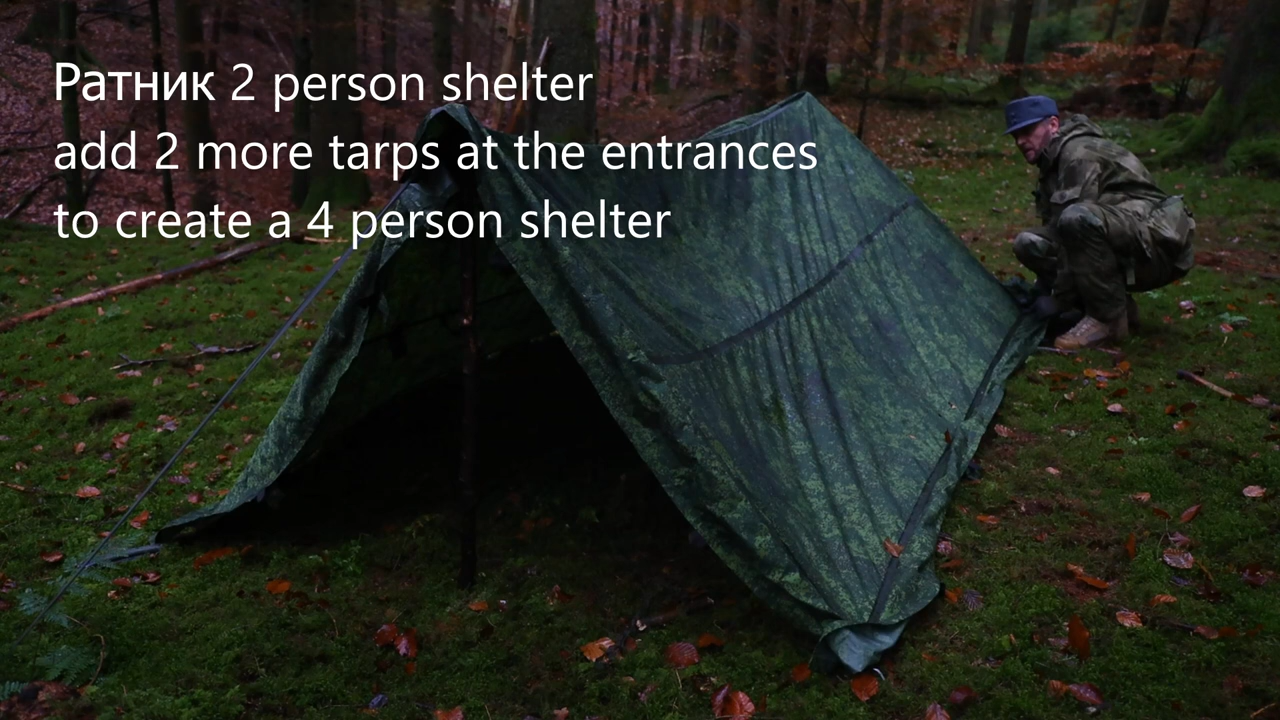 Ратник 2 person shelter
add 2 more tarps at the entrances
to create a 4 person shelter